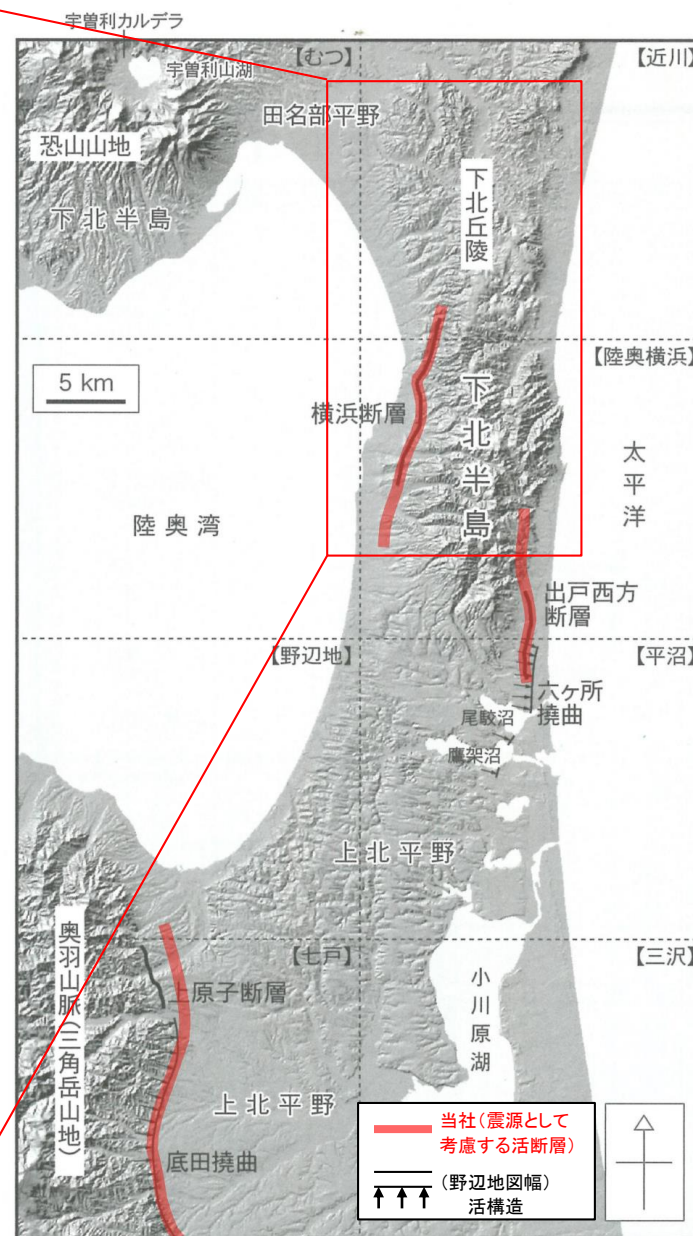 宇曽利カルデラ
【むつ】
【近川】
宇曽利山湖
田名部平野
恐山山地
下北半島
下北丘陵
【陸奥横浜】
5 km
横浜断層
下北半島
太平洋
陸奥湾
出戸西方
断層
【野辺地】
【平沼】
六ヶ所
撓曲
尾駮沼
鷹架沼
上北平野
奥羽山脈(三角岳山地)
【七戸】
【三沢】
上原子断層
小川原湖
上北平野
底田撓曲
当社(震源として
考慮する活断層)
(野辺地図幅)
活構造